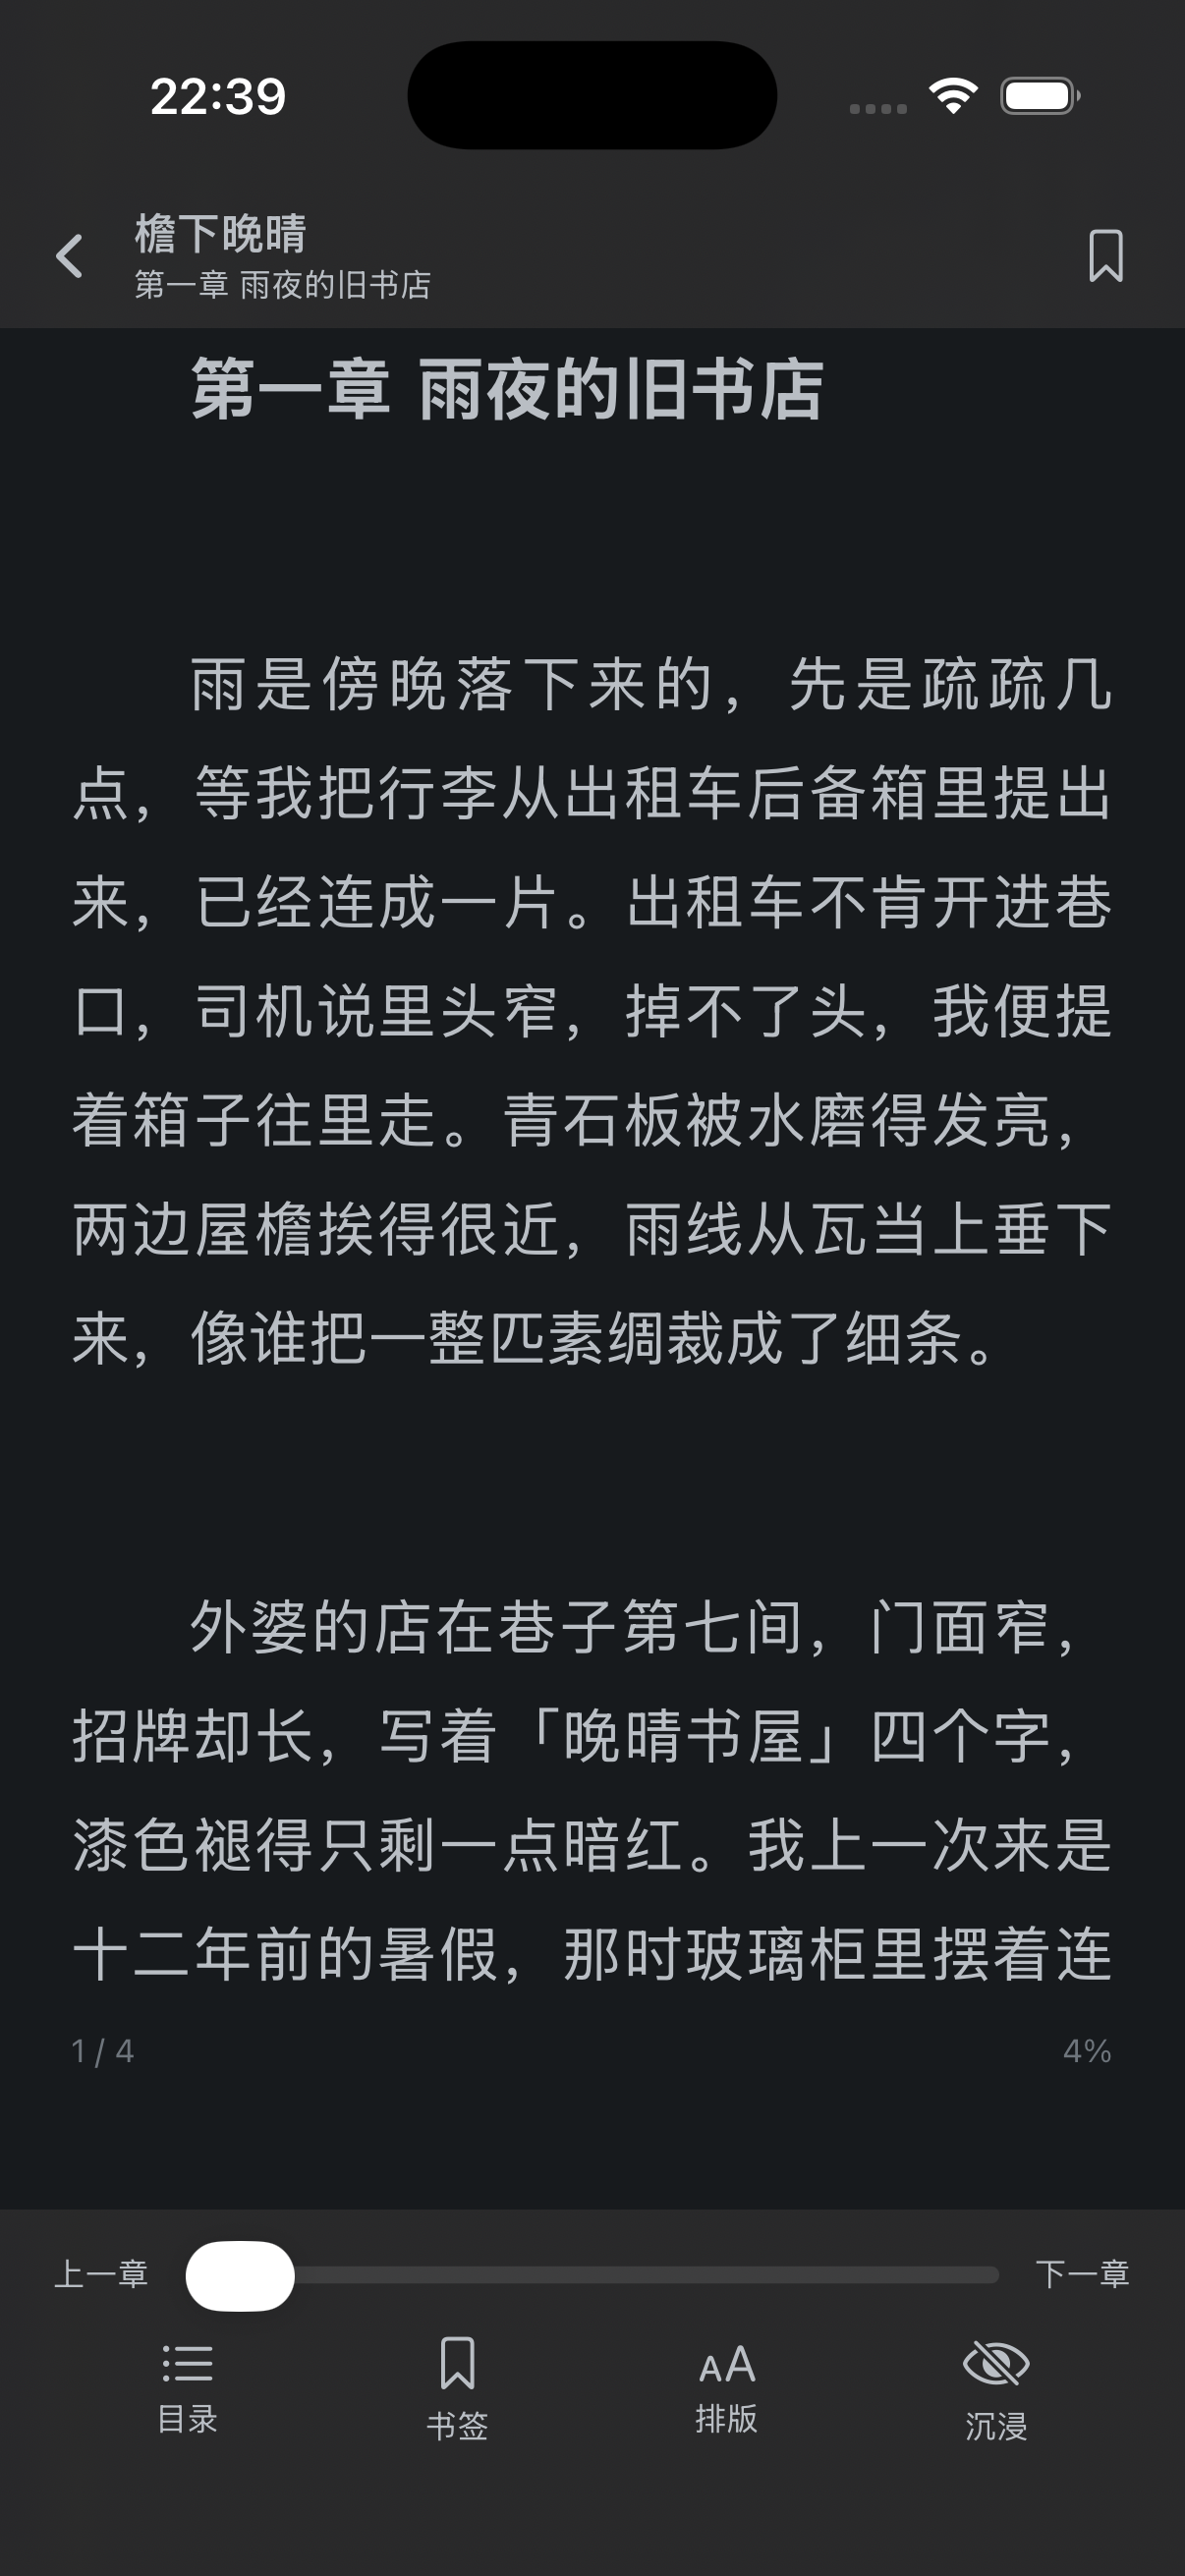 22:39
檐下晚晴
第一章 雨夜的旧书店
第一章 雨夜的旧书店
雨是傍晚落下来的，先是疏疏几
点，等我把行李从出租车后备箱里提出
来，已经连成一片。出租车不肯开进巷
口，司机说里头窄，掉不了头，我便提
着箱子往里走。青石板被水磨得发亮，
两边屋檐挨得很近，雨线从瓦当上垂下
来，像谁把一整匹素绸裁成了细条。
外婆的店在巷子第七间，门面窄，
招牌却长，写着「晚晴书屋」四个字，
漆色褪得只剩一点暗红。我上一次来是
十二年前的暑假，那时玻璃柜里摆着连
1 / 4
4%
上一章
下一章
目录
书签
AA
排版
沉浸